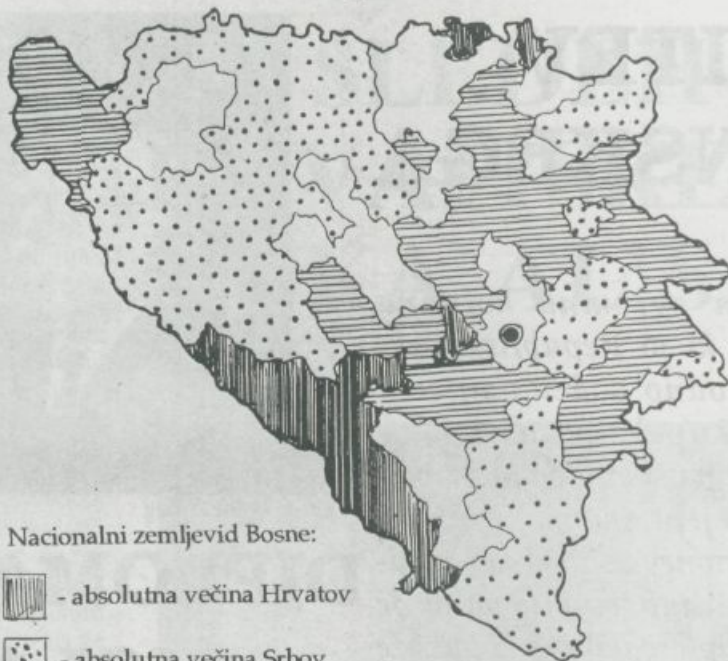 Nacionalni zemljevid Bosne:
- absolutna večina Hrvatov
- absolutna večina Srbov